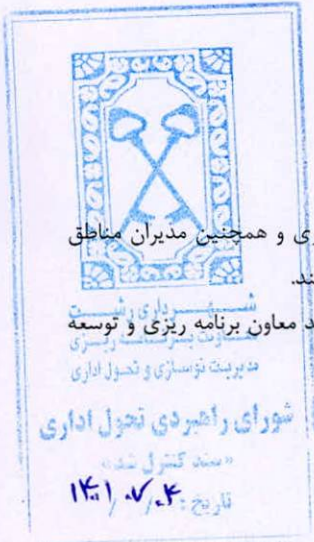 ری و همچنین مدیران مناطق
ند.
شهرداری رشت
د معاون برنامه ریزی و توسعه
معاونت برنامه ریزی
مدیریت نوسازی و تحول اداری
شورای راهبردی تحول اداری
«سند کنترل شد»
تاریخ: ۱۴۰۱/۰۷/۰۴